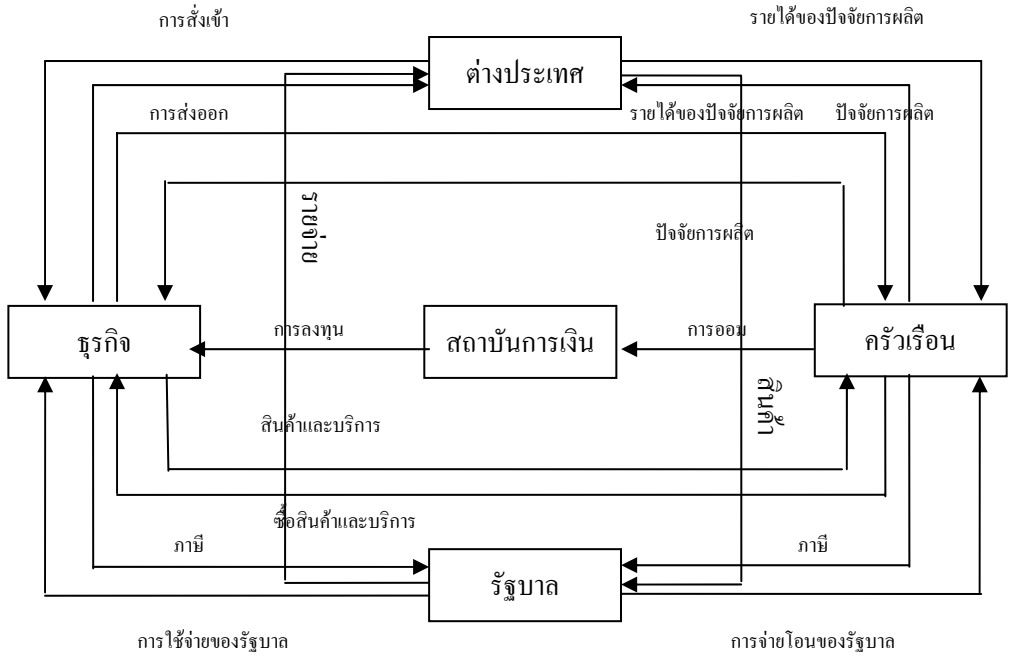 การสั่งเข้า
รายได้ของปัจจัยการผลิต
ต่างประเทศ
การส่งออก
รายได้ของปัจจัยการผลิต
ปัจจัยการผลิต
รายจ่าย
ปัจจัยการผลิต
ธุรกิจ
การลงทุน
สถาบันการเงิน
การออม
ครัวเรือน
สินค้า
สินค้าและบริการ
ซื้อสินค้าและบริการ
ภาษี
ภาษี
รัฐบาล
การใช้จ่ายของรัฐบาล
การจ่ายโอนของรัฐบาล